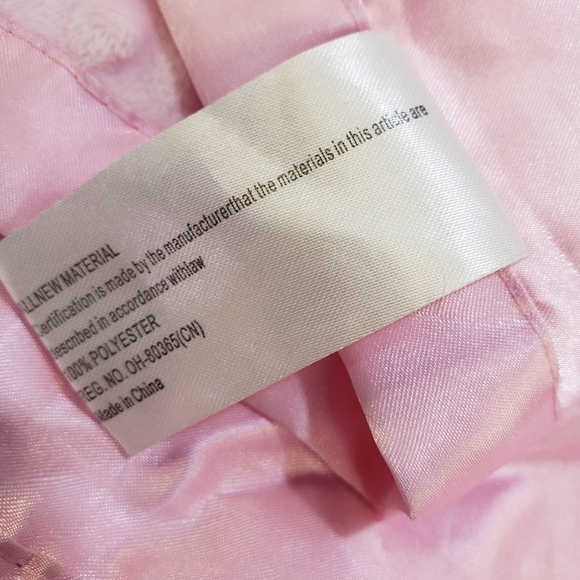 ALLNEW MATERIAL
Certification is made by the manufacturerthat the materials in this article are
descnbed in accordance withlaw
100% POLYESTER
REG. NO. OH-80365(CN)
Made in China